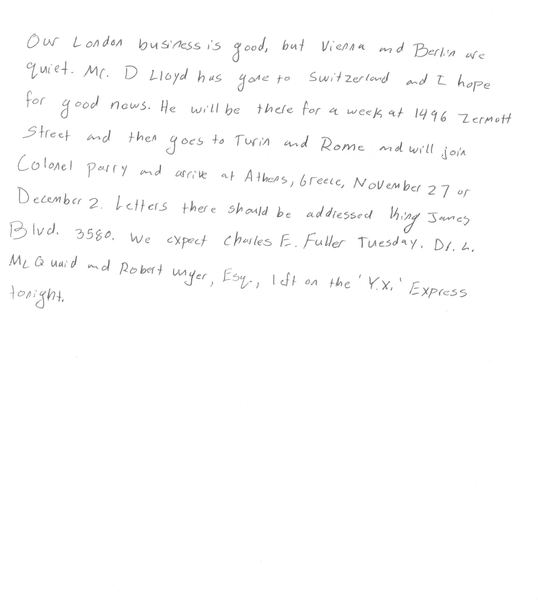 Our London business is good, but Vienna and Berlin are
quiet. Mr. D Lloyd has gone to Switzerland and I hope
for good news. He will be there for a week at 1496 Zermott
Street and then goes to Turin and Rome and will join
Colonel Parry and arrive at Athens, Greece, November 27 or
December 2. Letters there should be addressed King James
Blvd. 3580. We expect Charles E. Fuller Tuesday. Dr. L.
McQuaid and Robert Unger, Esq., left on the 'Y.X.' Express
tonight.